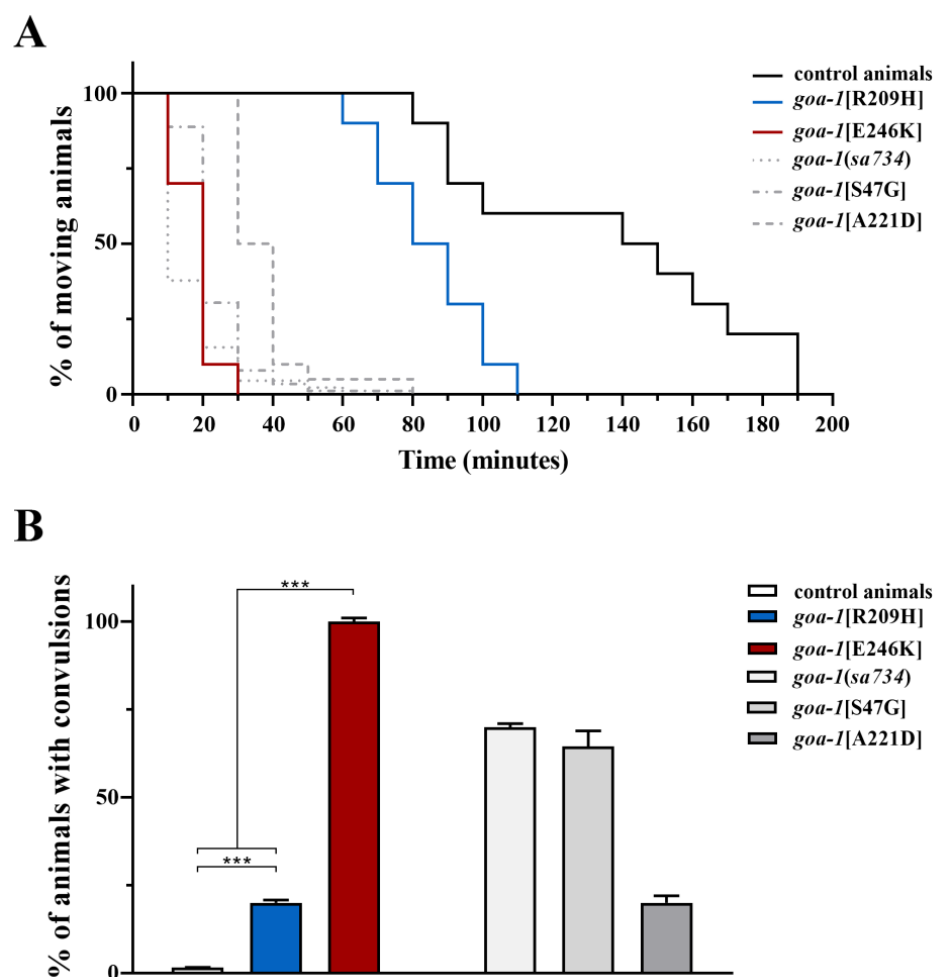 A
% of moving animals
100
50
0
0 20 40 60 80 100 120 140 160 180 200
Time (minutes)
control animals
goa-1[R209H]
goa-1[E246K]
goa-1(sa734)
goa-1[S47G]
goa-1[A221D]
B
% of animals with convulsions
100
50
0
***
***
control animals
goa-1[R209H]
goa-1[E246K]
goa-1(sa734)
goa-1[S47G]
goa-1[A221D]